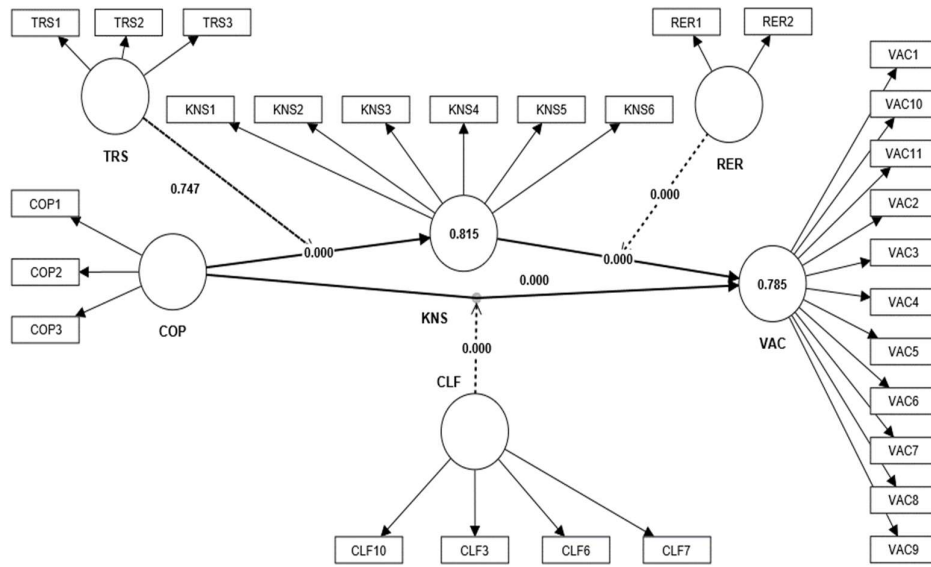 TRS1
TRS2
TRS3
RER1
RER2
VAC1
KNS1
KNS2
KNS3
KNS4
KNS5
KNS6
VAC10
TRS
RER
VAC11
0.747
0.000
COP1
VAC2
0.815
0.000
0.000
VAC3
COP2
0.000
0.785
VAC4
COP3
COP
KNS
VAC
0.000
VAC5
CLF
VAC6
VAC7
VAC8
CLF10
CLF3
CLF6
CLF7
VAC9